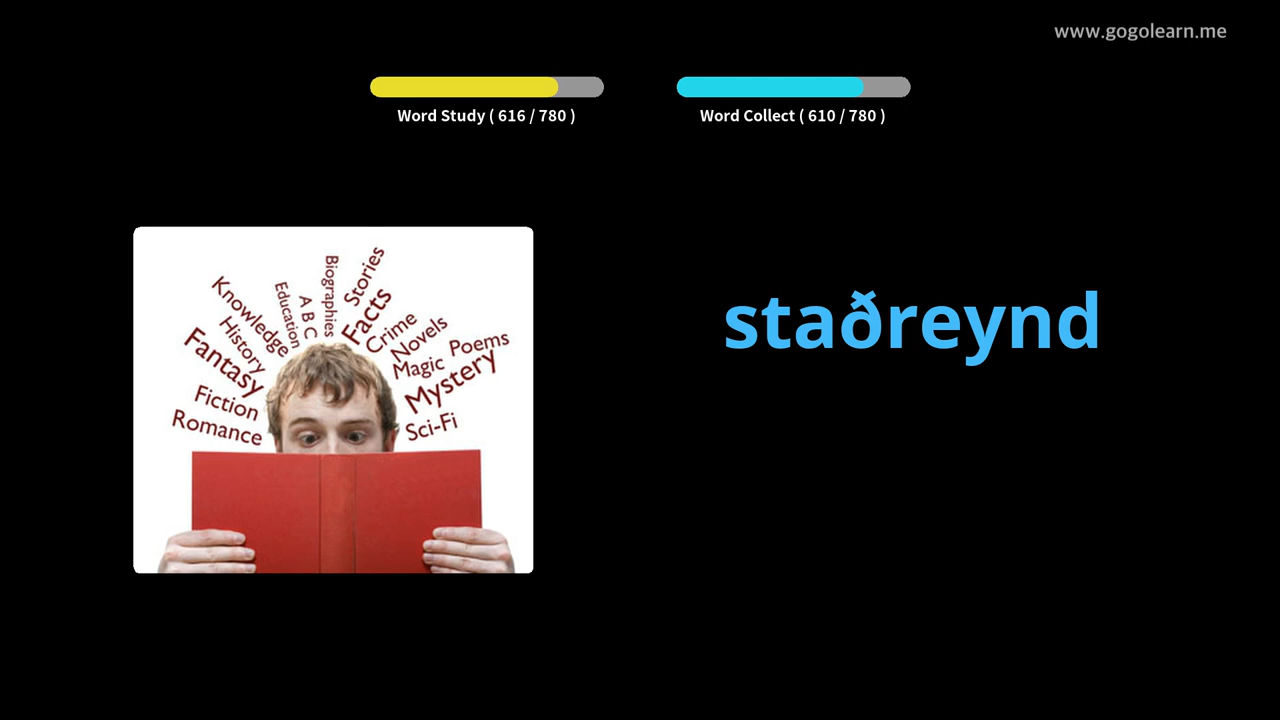 www.gogolearn.me
Word Study ( 616 / 780 )
Word Collect ( 610 / 780 )
Romance
Fiction
Fantasy
History
Knowledge
Education
A B C
Biographies
Stories
Facts
Crime
Novels
Magic
Poems
Mystery
Sci-Fi
staðreynd